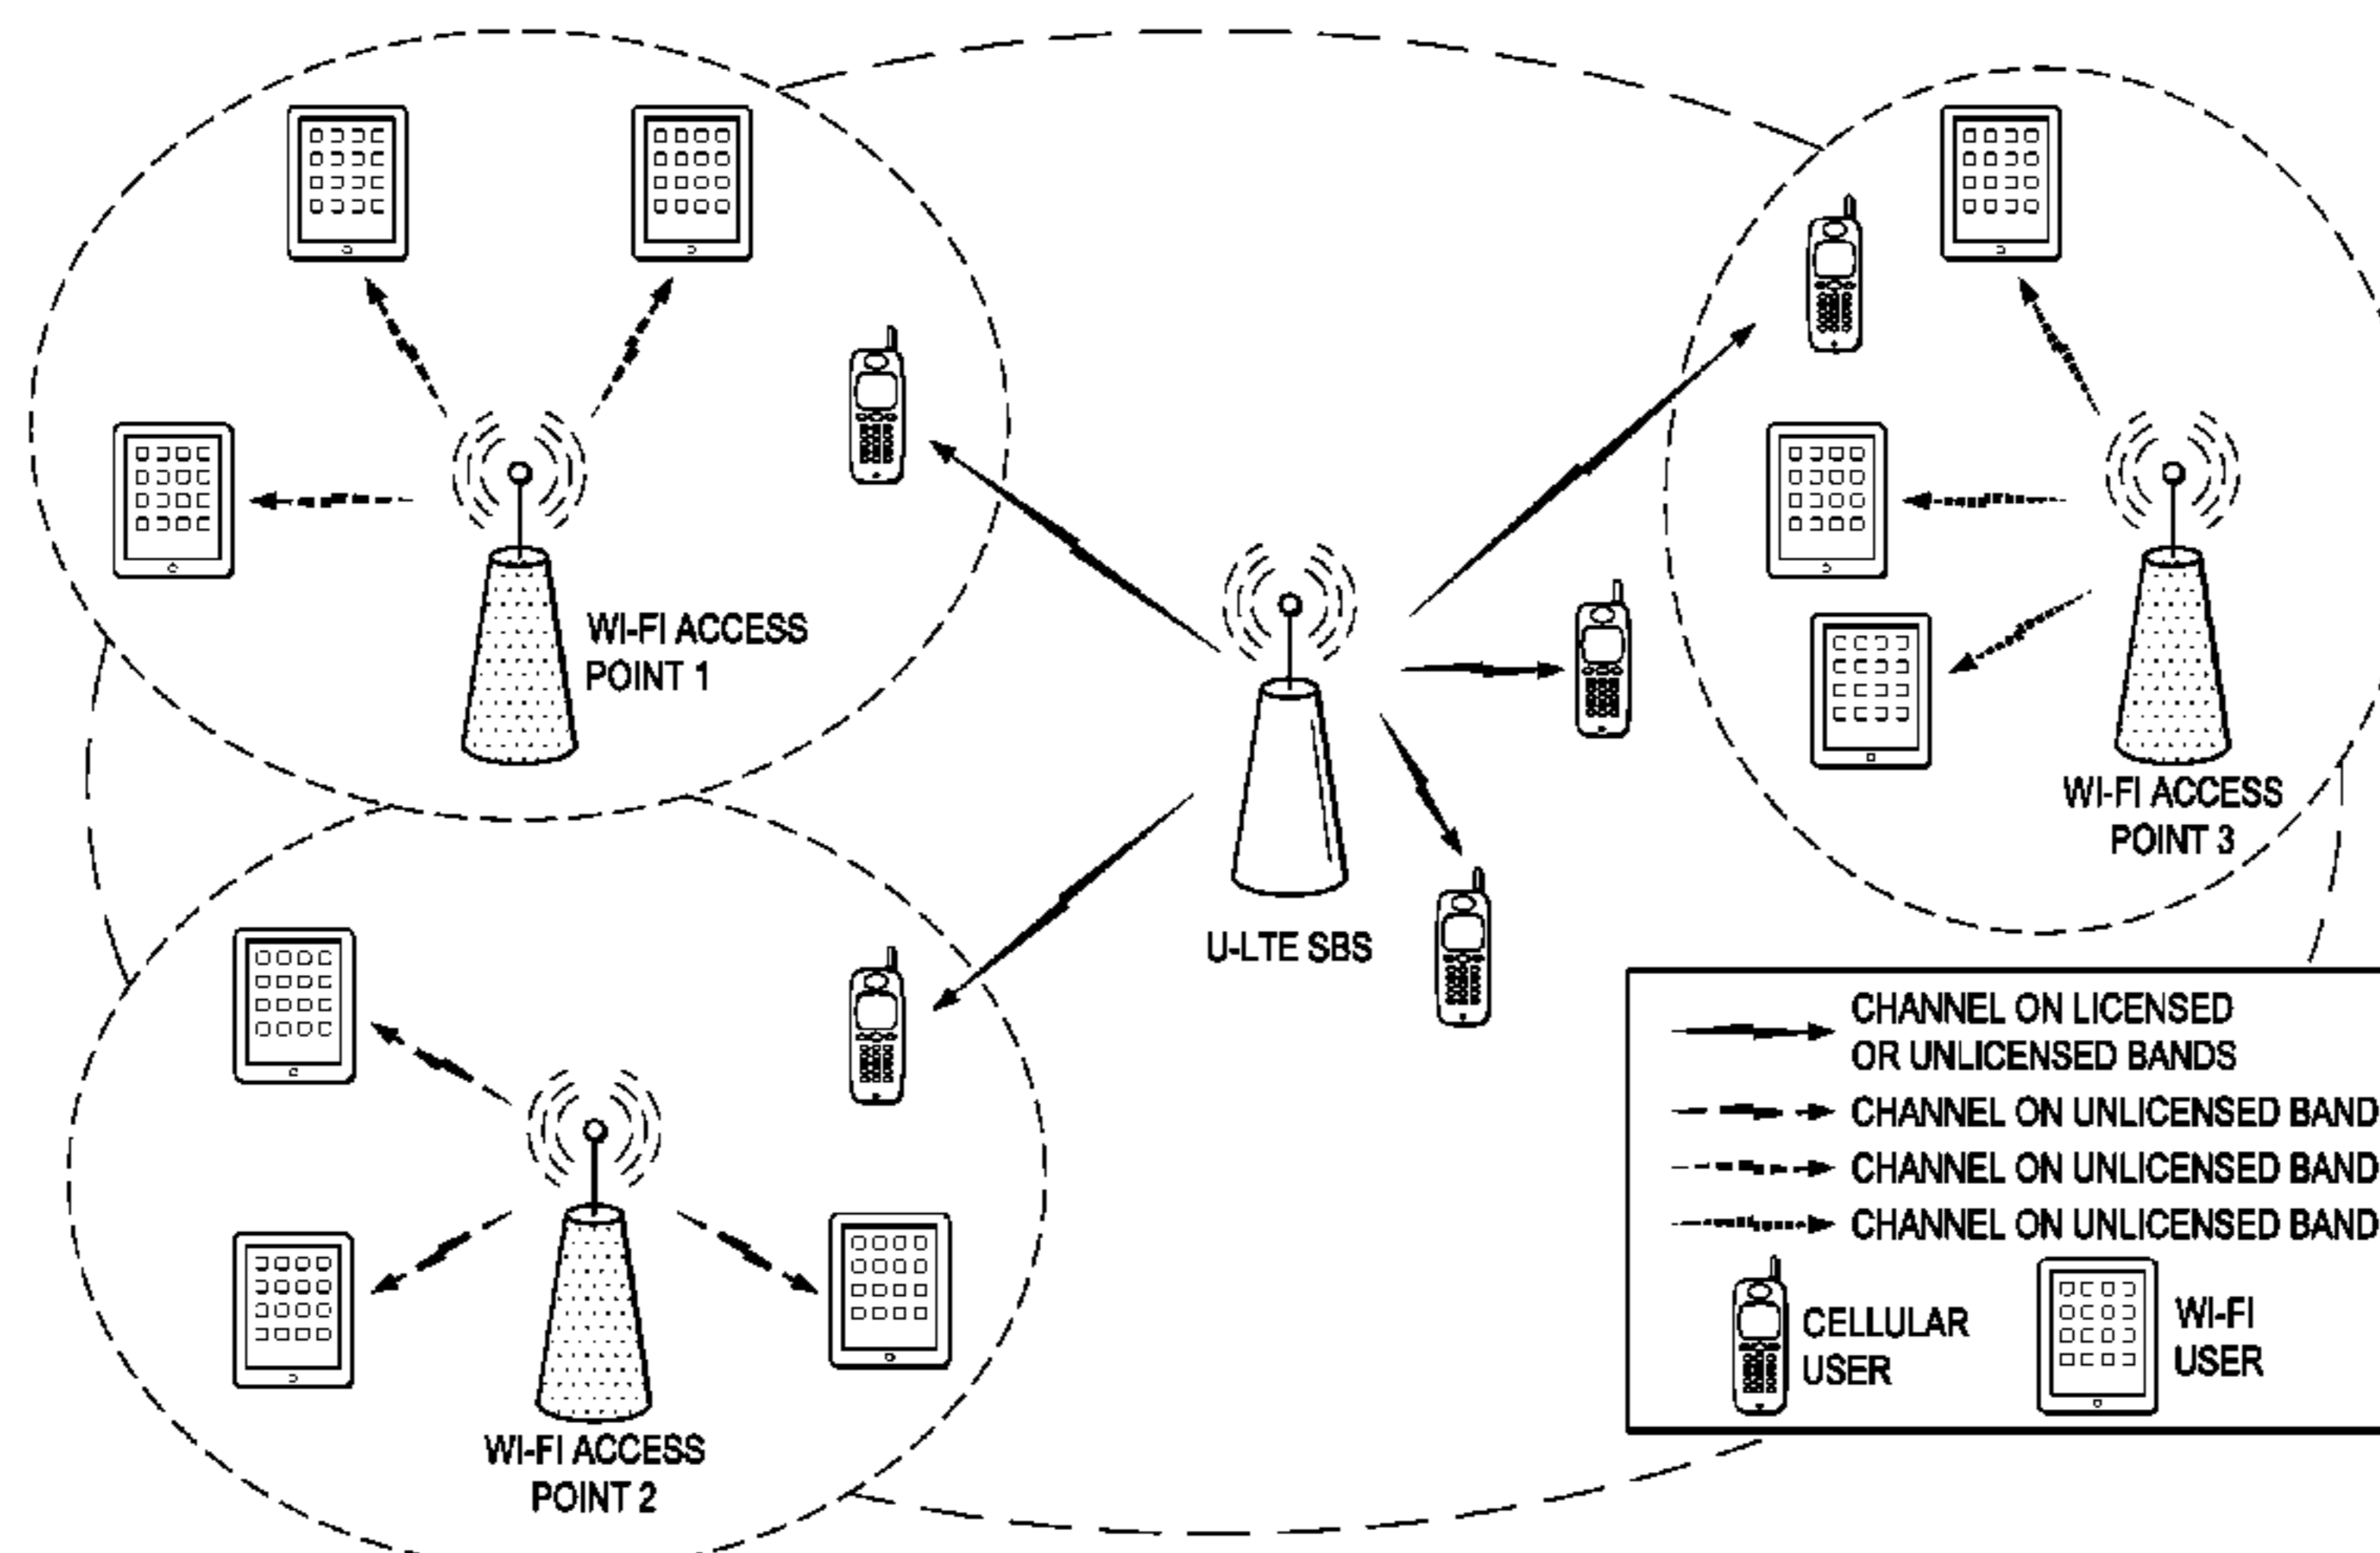 WI-FI ACCESS
POINT 1
U-LTE SBS
WI-FI ACCESS
POINT 3
WI-FI ACCESS
POINT 2
CHANNEL ON LICENSED
OR UNLICENSED BANDS
CHANNEL ON UNLICENSED BAND
CHANNEL ON UNLICENSED BAND
CHANNEL ON UNLICENSED BAND
CELLULAR
USER
WI-FI
USER